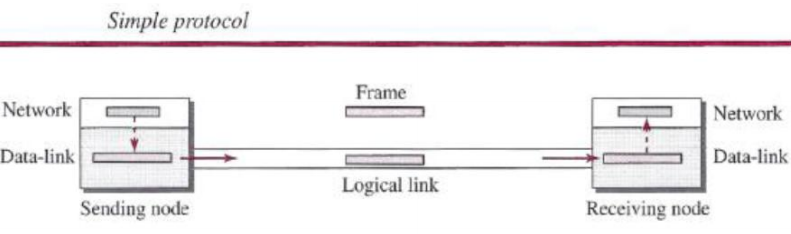 Simple protocol
Frame
Network
Network
Data-link
Data-link
Logical link
Sending node
Receiving node